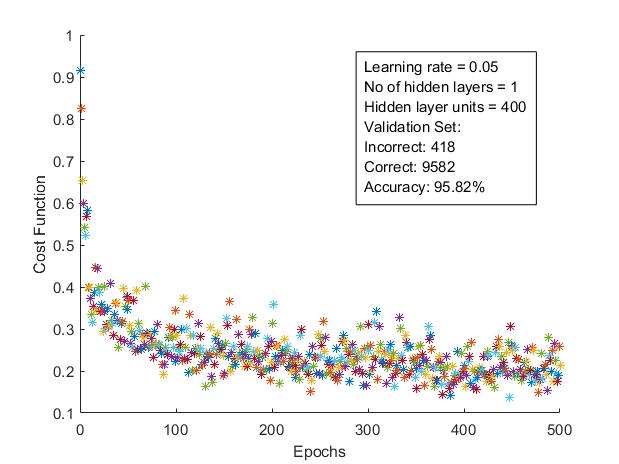 1
0.9
0.8
0.7
0.6
0.5
0.4
0.3
0.2
0.1
Cost Function
Learning rate = 0.05
No of hidden layers = 1
Hidden layer units = 400
Validation Set:
Incorrect: 418
Correct: 9582
Accuracy: 95.82%
0 100 200 300 400 500
Epochs